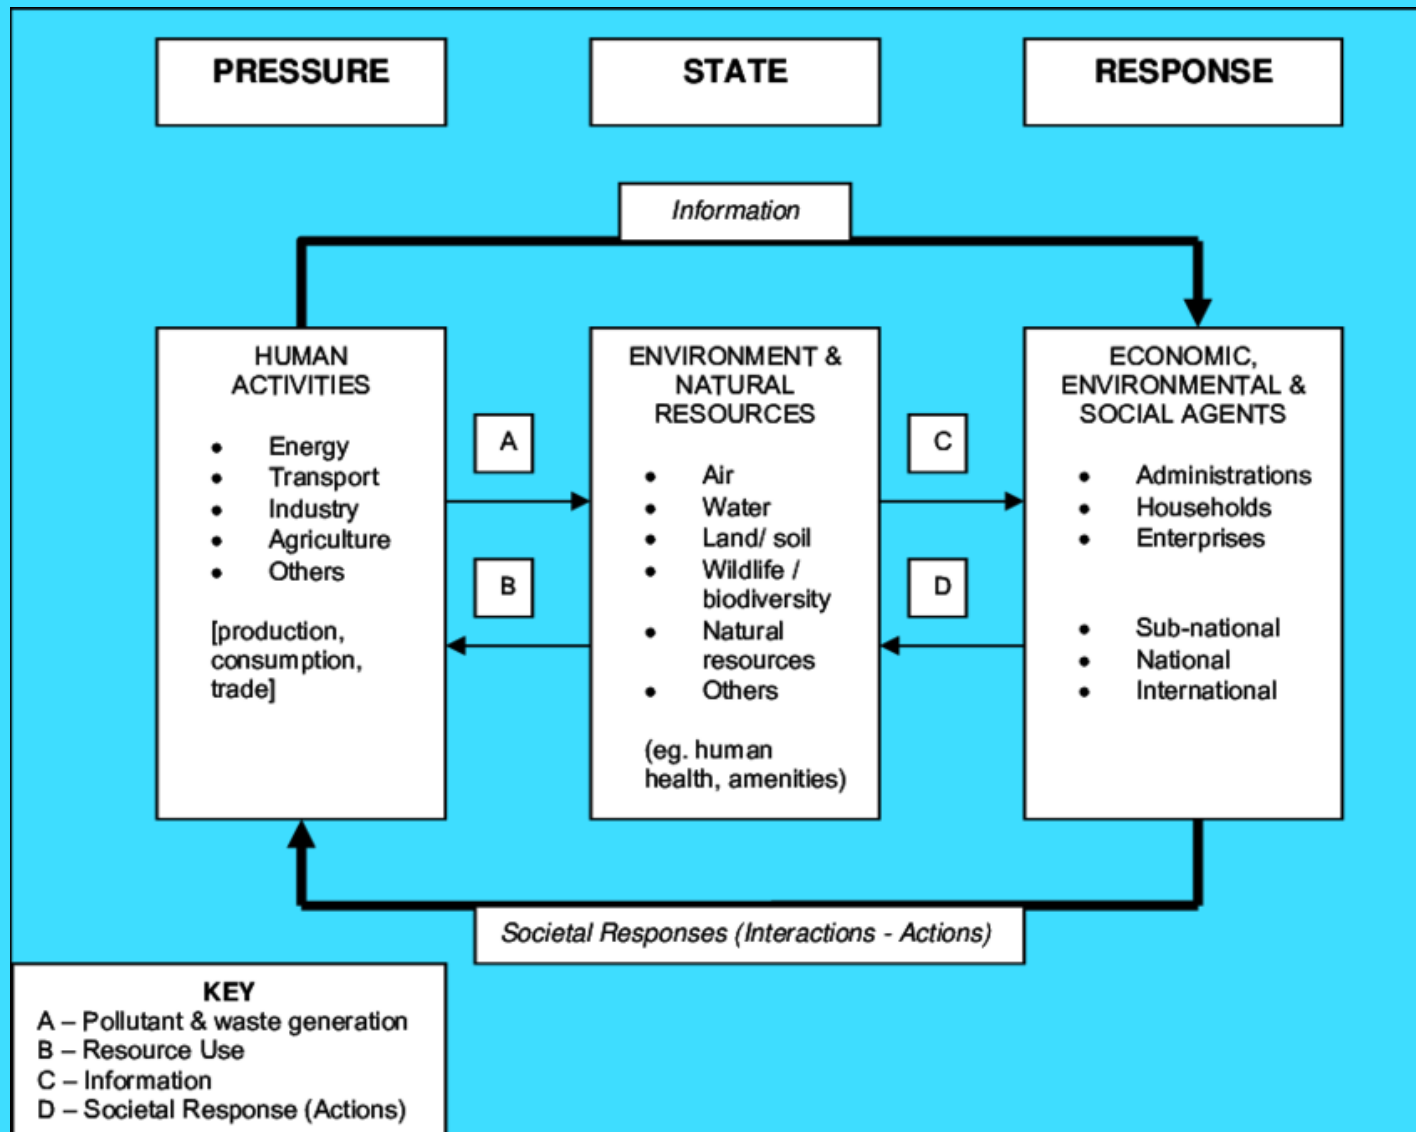 PRESSURE
STATE
RESPONSE
Information
HUMAN
ACTIVITIES
• Energy
• Transport
• Industry
• Agriculture
• Others
[production,
consumption,
trade]
A
B
ENVIRONMENT &
NATURAL
RESOURCES
• Air
• Water
• Land/ soil
• Wildlife /
biodiversity
• Natural
resources
• Others
(eg. human
health, amenities)
C
D
ECONOMIC,
ENVIRONMENTAL &
SOCIAL AGENTS
• Administrations
• Households
• Enterprises
• Sub-national
• National
• International
Societal Responses (Interactions - Actions)
KEY
A – Pollutant & waste generation
B – Resource Use
C – Information
D – Societal Response (Actions)